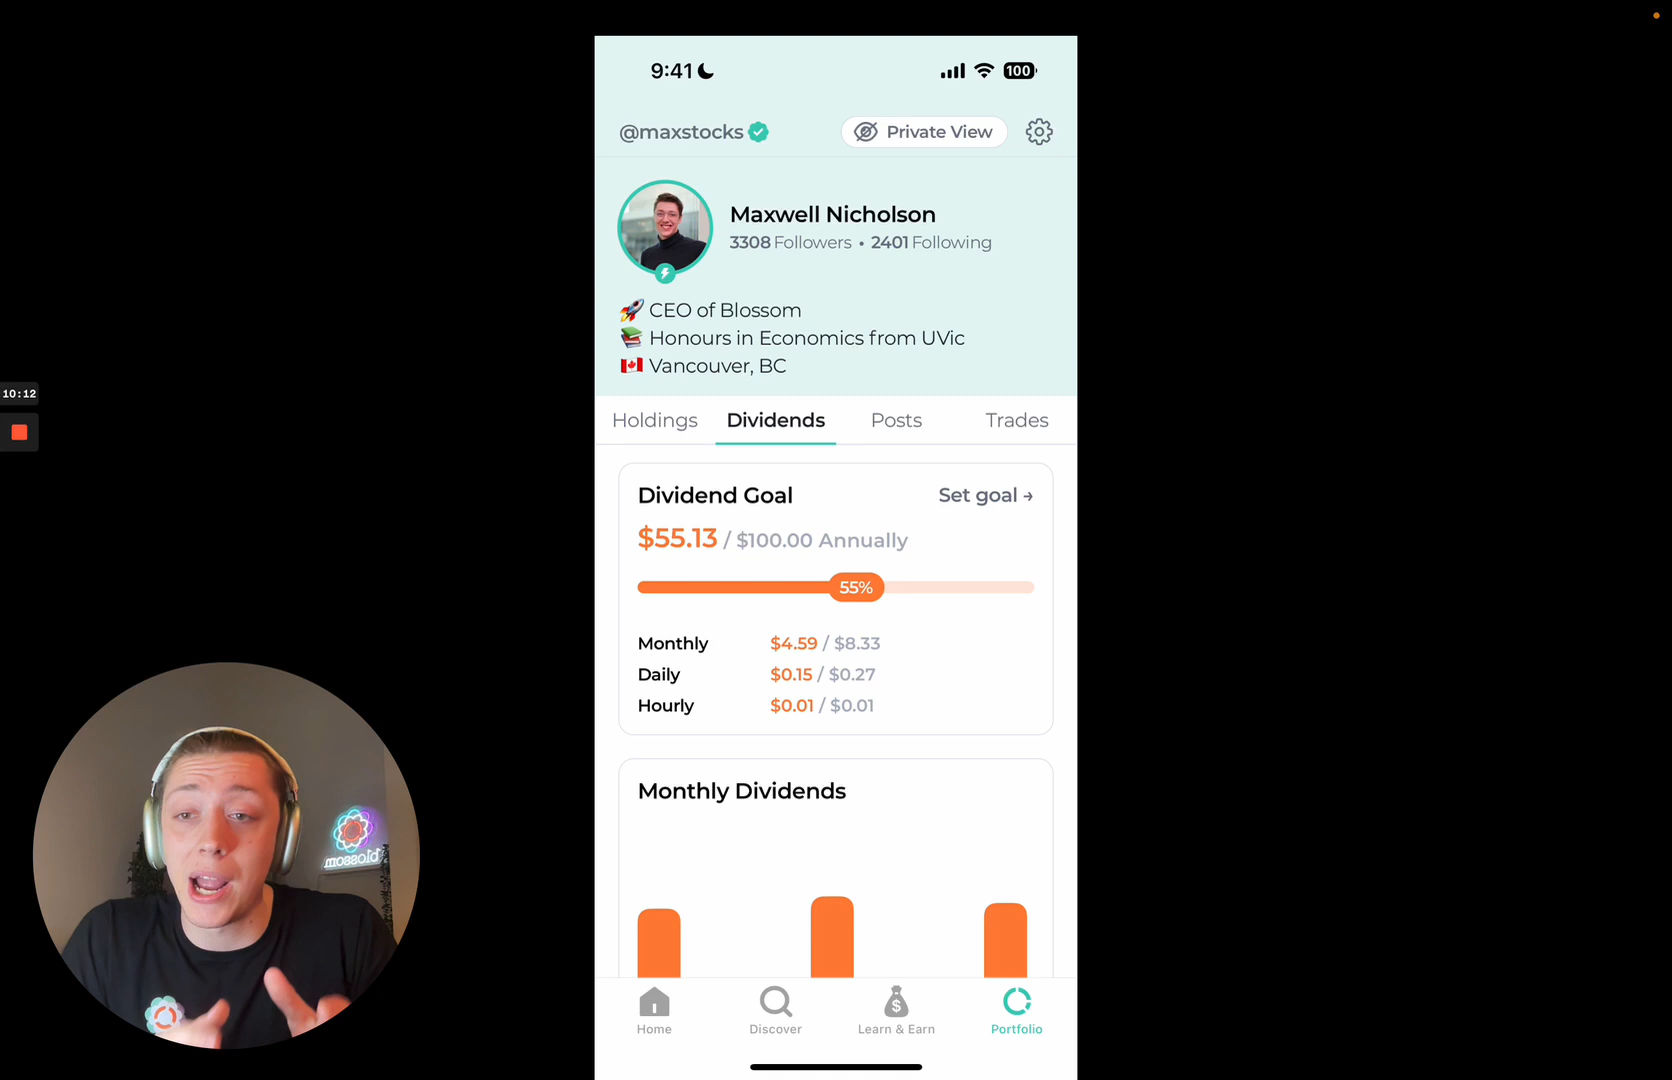 9:41
100
@maxstocks
Private View
Maxwell Nicholson
3308 Followers • 2401 Following
🚀 CEO of Blossom
📚 Honours in Economics from UVic
🇨🇦 Vancouver, BC
Holdings Dividends Posts Trades
Dividend Goal Set goal →
$55.13 / $100.00 Annually
55%
Monthly $4.59 / $8.33
Daily $0.15 / $0.27
Hourly $0.01 / $0.01
Monthly Dividends
Home Discover Learn & Earn Portfolio
10:12
blossom